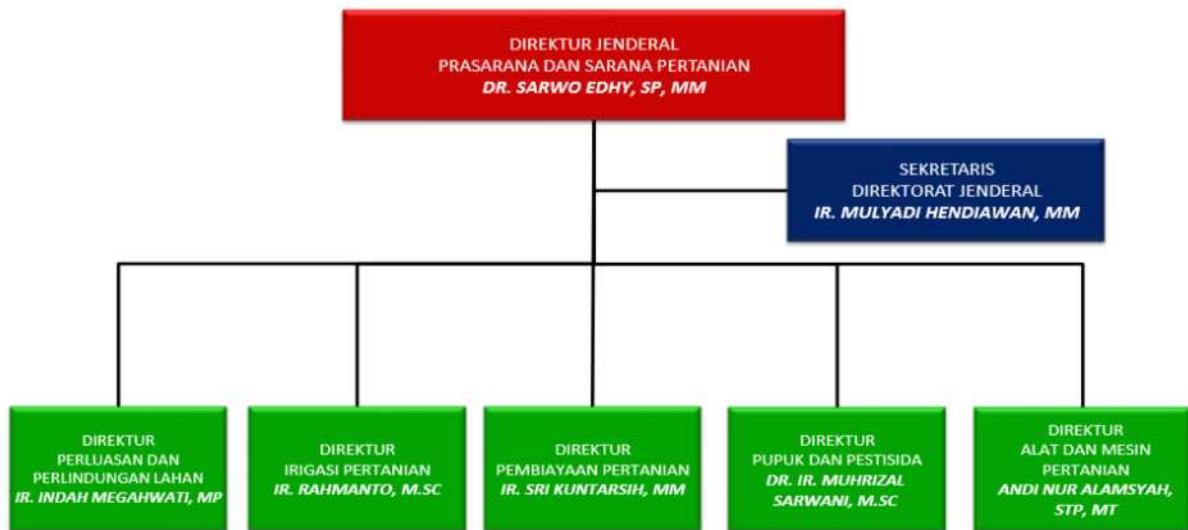 DIREKTUR JENDERAL
PRASARANA DAN SARANA PERTANIAN
DR. SARWO EDHY, SP, MM
SEKRETARIS
DIREKTORAT JENDERAL
IR. MULYADI HENDIAWAN, MM
DIREKTUR
PERLUASAN DAN
PERLINDUNGAN LAHAN
IR. INDAH MEGAHWATI, MP
DIREKTUR
IRIGASI PERTANIAN
IR. RAHMANTO, M.SC
DIREKTUR
PEMBIAYAAN PERTANIAN
IR. SRI KUNTARSIH, MM
DIREKTUR
PUPUK DAN PESTISIDA
DR. IR. MUHRIZAL
SARWANI, M.SC
DIREKTUR
ALAT DAN MESIN
PERTANIAN
ANDI NUR ALAMSYAH,
STP, MT